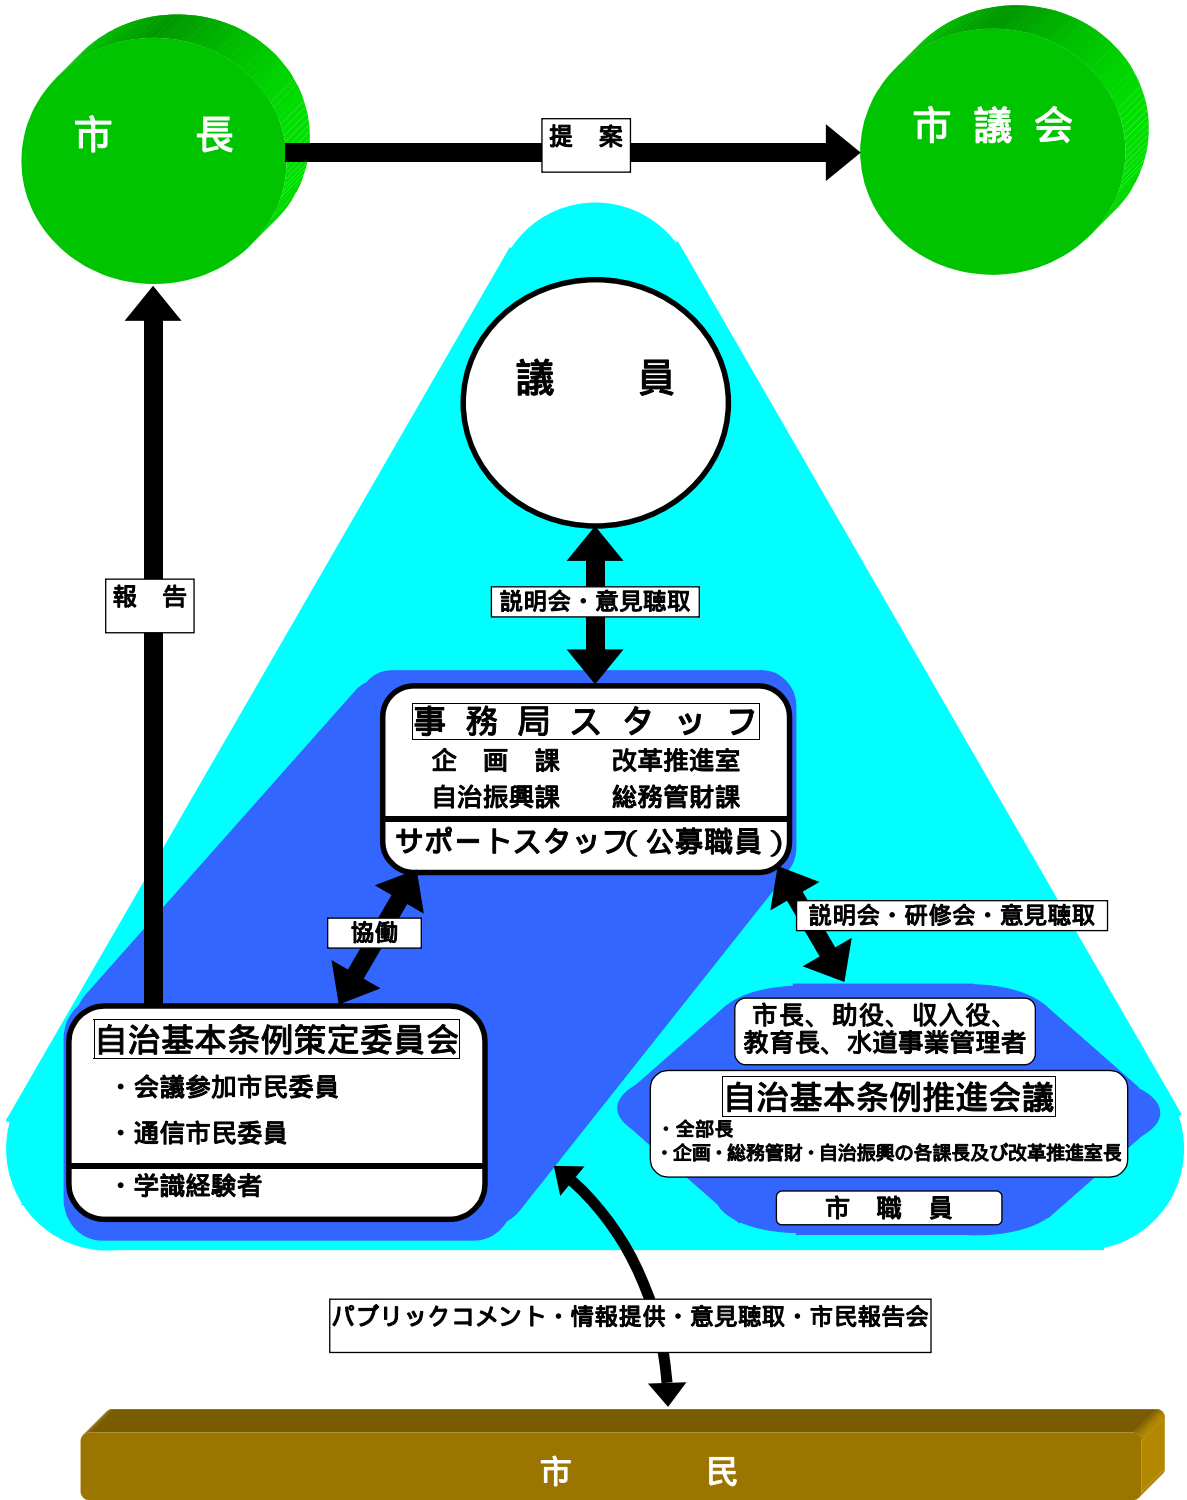 市　　長
市 議 会
提　案
議　　員
報　告
説明会・意見聴取
事 務 局 ス タ ッ フ
企　画　課　　改革推進室
自治振興課　　総務管財課
サポートスタッフ(公募職員)
協働
説明会・研修会・意見聴取
自治基本条例策定委員会
・会議参加市民委員
・通信市民委員
・学識経験者
市長、助役、収入役、
教育長、水道事業管理者
自治基本条例推進会議
・全部長
・企画・総務管財・自治振興の各課長及び改革推進室長
市　職　員
パブリックコメント・情報提供・意見聴取・市民報告会
市　　　民